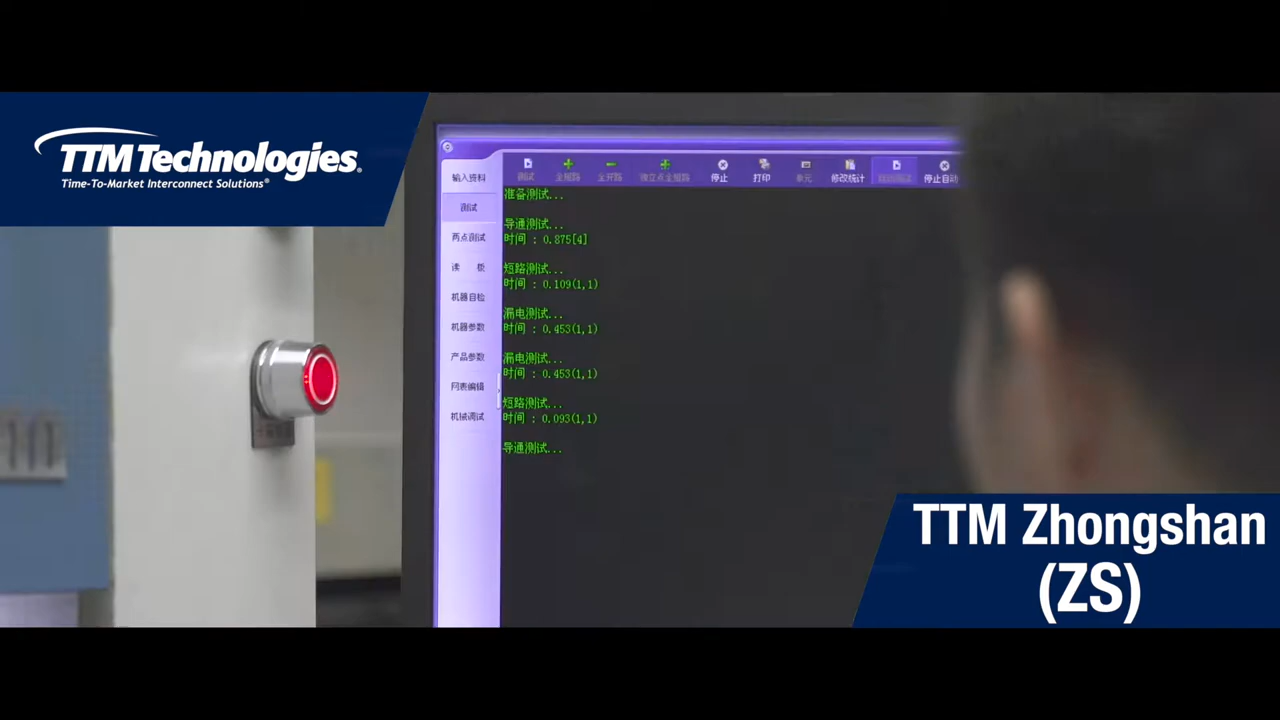 TTM Technologies®
Time-To-Market Interconnect Solutions®
测试 全短路 全开路 独立点全短路 停止 打印 单元 修改统计 停止自动
输入资料
测试
两点测试
读 板
机器自检
机器参数
产品参数
网表编辑
机械调试
准备测试...
导通测试...
时间 : 0.875[4]
短路测试...
时间 : 0.109(1,1)
漏电测试...
时间 : 0.453(1,1)
漏电测试...
时间 : 0.453(1,1)
短路测试...
时间 : 0.093(1,1)
导通测试...
TTM Zhongshan
(ZS)